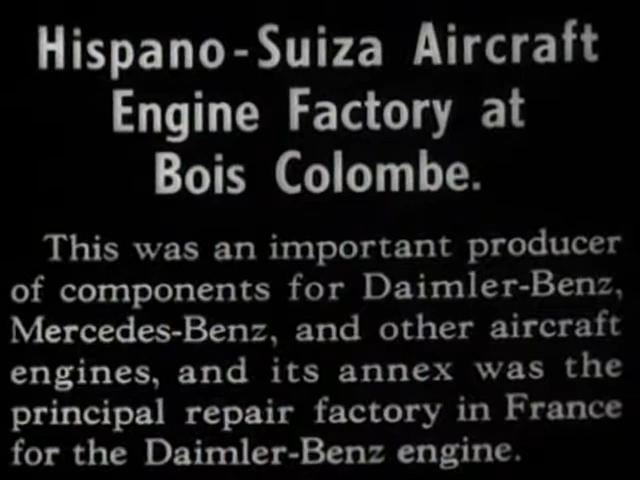 Hispano-Suiza Aircraft
Engine Factory at
Bois Colombe.
This was an important producer
of components for Daimler-Benz,
Mercedes-Benz, and other aircraft
engines, and its annex was the
principal repair factory in France
for the Daimler-Benz engine.